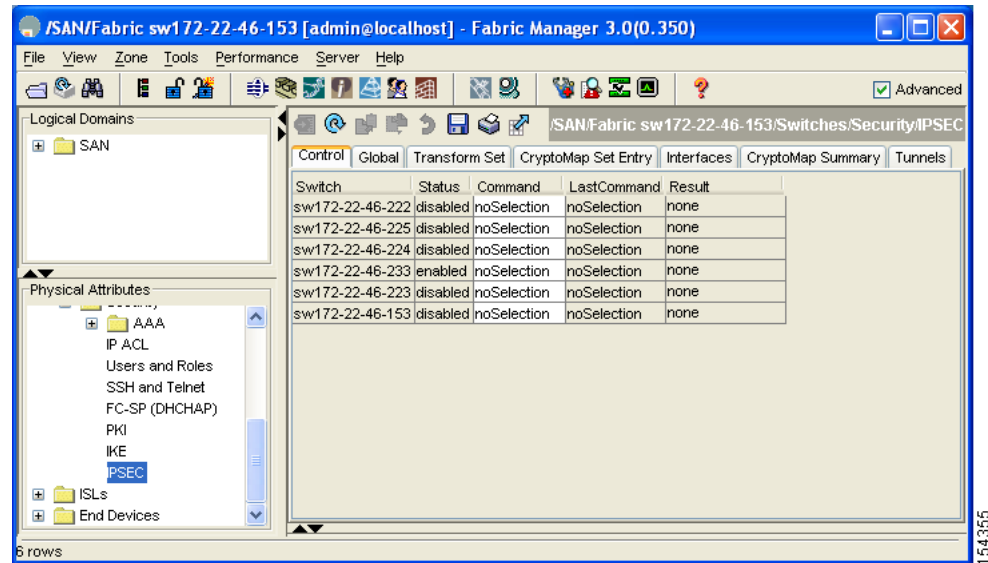 /SAN/Fabric sw172-22-46-153 [admin@localhost] - Fabric Manager 3.0(0.350)
File View Zone Tools Performance Server Help
Advanced
Logical Domains
SAN
/SAN/Fabric sw172-22-46-153/Switches/Security/IPSEC
Control Global Transform Set CryptoMap Set Entry Interfaces CryptoMap Summary Tunnels
Switch Status Command LastCommand Result
sw172-22-46-222 disabled noSelection noSelection none
sw172-22-46-225 disabled noSelection noSelection none
sw172-22-46-224 disabled noSelection noSelection none
sw172-22-46-233 enabled noSelection noSelection none
sw172-22-46-223 disabled noSelection noSelection none
sw172-22-46-153 disabled noSelection noSelection none
Physical Attributes
AAA
IP ACL
Users and Roles
SSH and Telnet
FC-SP (DHCHAP)
PKI
IKE
IPSEC
ISLs
End Devices
6 rows
154355